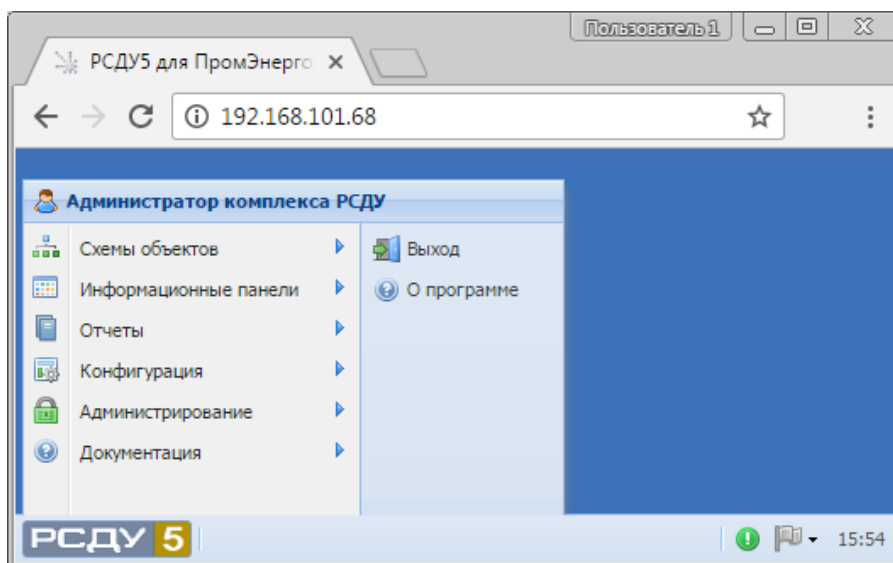 Пользователь 1
РСДУ5 для ПромЭнерго
192.168.101.68
Администратор комплекса РСДУ
Схемы объектов
Выход
Информационные панели
О программе
Отчеты
Конфигурация
Администрирование
Документация
РСДУ 5
15:54